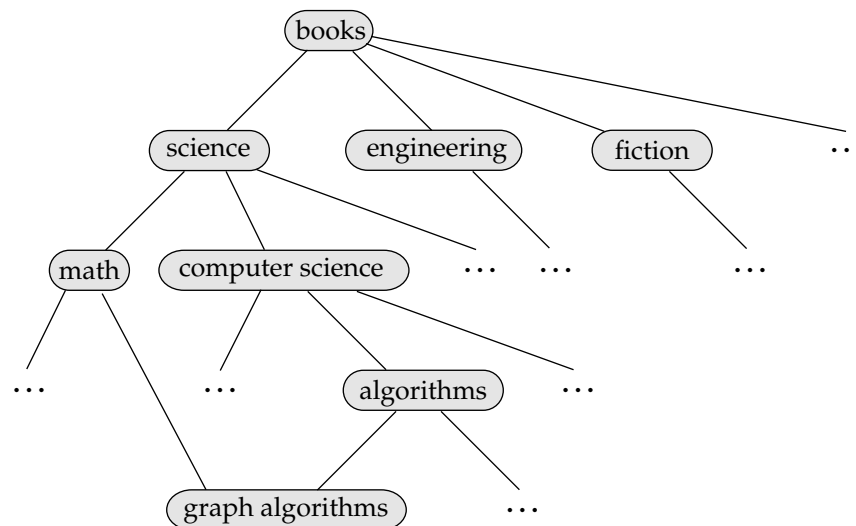 books
science
engineering
fiction
..
math
computer science
...
...
...
...
...
algorithms
...
graph algorithms
...